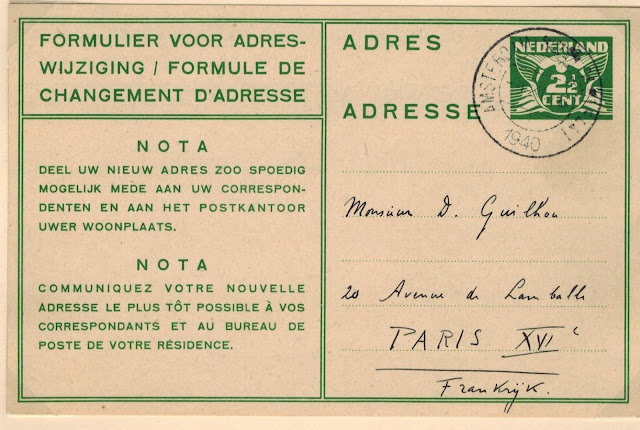 FORMULIER VOOR ADRES-
WIJZIGING / FORMULE DE
CHANGEMENT D'ADRESSE
NOTA
DEEL UW NIEUW ADRES ZOO SPOEDIG
MOGELIJK MEDE AAN UW CORRESPON-
DENTEN EN AAN HET POSTKANTOOR
UWER WOONPLAATS.
NOTA
COMMUNIQUEZ VOTRE NOUVELLE
ADRESSE LE PLUS TÔT POSSIBLE À VOS
CORRESPONDANTS ET AU BUREAU DE
POSTE DE VOTRE RÉSIDENCE.
ADRES
ADRESSE
NEDERLAND
2½
CENT
1940
Monsieur D. Guilhou
20 Avenue de Lamballe
PARIS XVIe
Frankrijk.